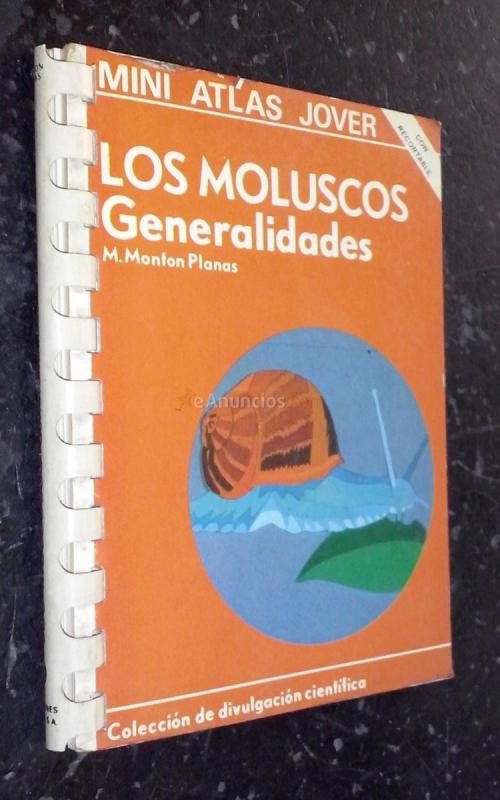 MINI ATLAS JOVER
CON
RECORTABLE
LOS MOLUSCOS
Generalidades
M. Monton Planas
eAnuncios
Colección de divulgación científica